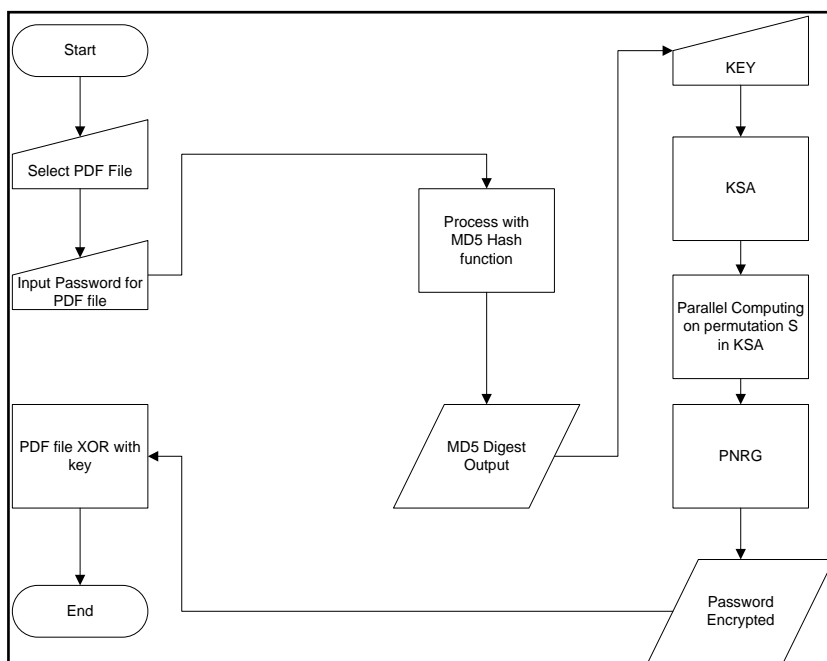 Start
Select PDF File
Input Password for
PDF file
Process with
MD5 Hash
function
MD5 Digest
Output
KEY
KSA
Parallel Computing
on permutation S
in KSA
PNRG
Password
Encrypted
PDF file XOR with
key
End